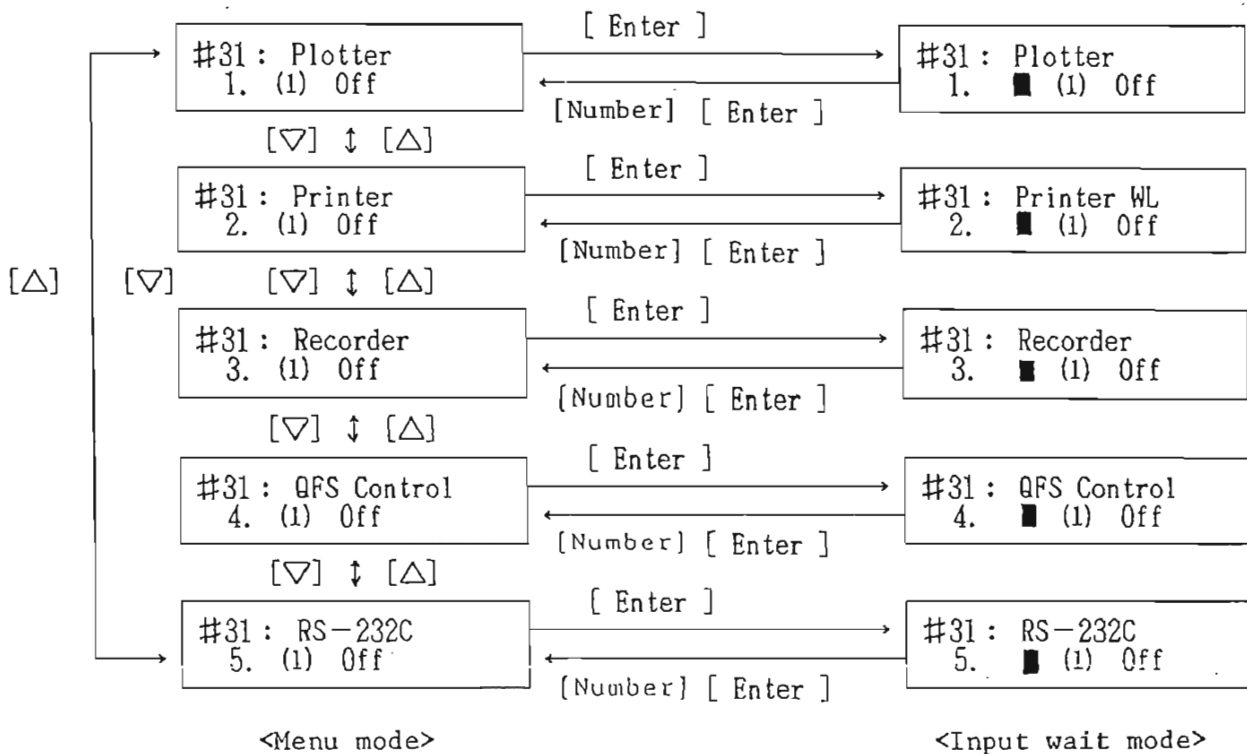 [ Enter ]
#31: Plotter #31: Plotter
1. (1) Off 1. ■ (1) Off
[Number] [ Enter ]
[▽] ↕ [△]
[ Enter ]
#31: Printer #31: Printer WL
2. (1) Off 2. ■ (1) Off
[Number] [ Enter ]
[△] [▽] [▽] ↕ [△]
[ Enter ]
#31: Recorder #31: Recorder
3. (1) Off 3. ■ (1) Off
[Number] [ Enter ]
[▽] ↕ [△]
[ Enter ]
#31: QFS Control #31: QFS Control
4. (1) Off 4. ■ (1) Off
[Number] [ Enter ]
[▽] ↕ [△]
[ Enter ]
#31: RS-232C #31: RS-232C
5. (1) Off 5. ■ (1) Off
[Number] [ Enter ]
<Menu mode> <Input wait mode>